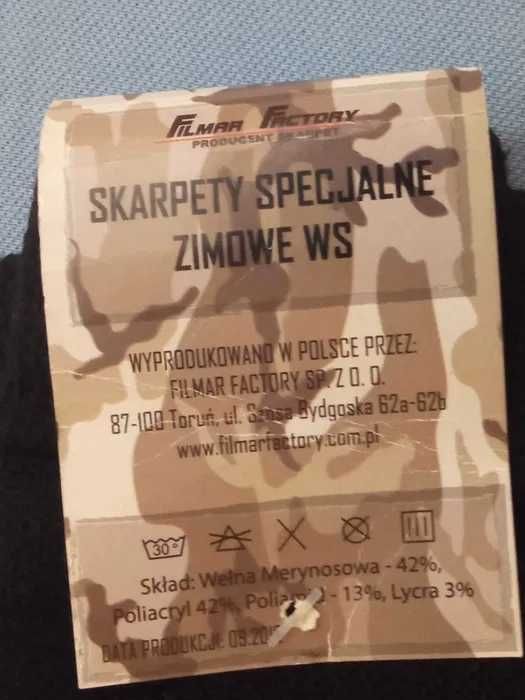 FILMAR FACTORY
PRODUCENT SKARPET
SKARPETY SPECJALNE
ZIMOWE WS
WYPRODUKOWANO W POLSCE PRZEZ:
FILMAR FACTORY SP. Z O. O.
87-100 Toruń, ul. Szosa Bydgoska 62a-62b
www.filmarfactory.com.pl
30°
Skład: Wełna Merynosowa - 42%,
Poliacryl 42%, - 13%, Lycra 3%
DATA PRODUKCJI: 09.